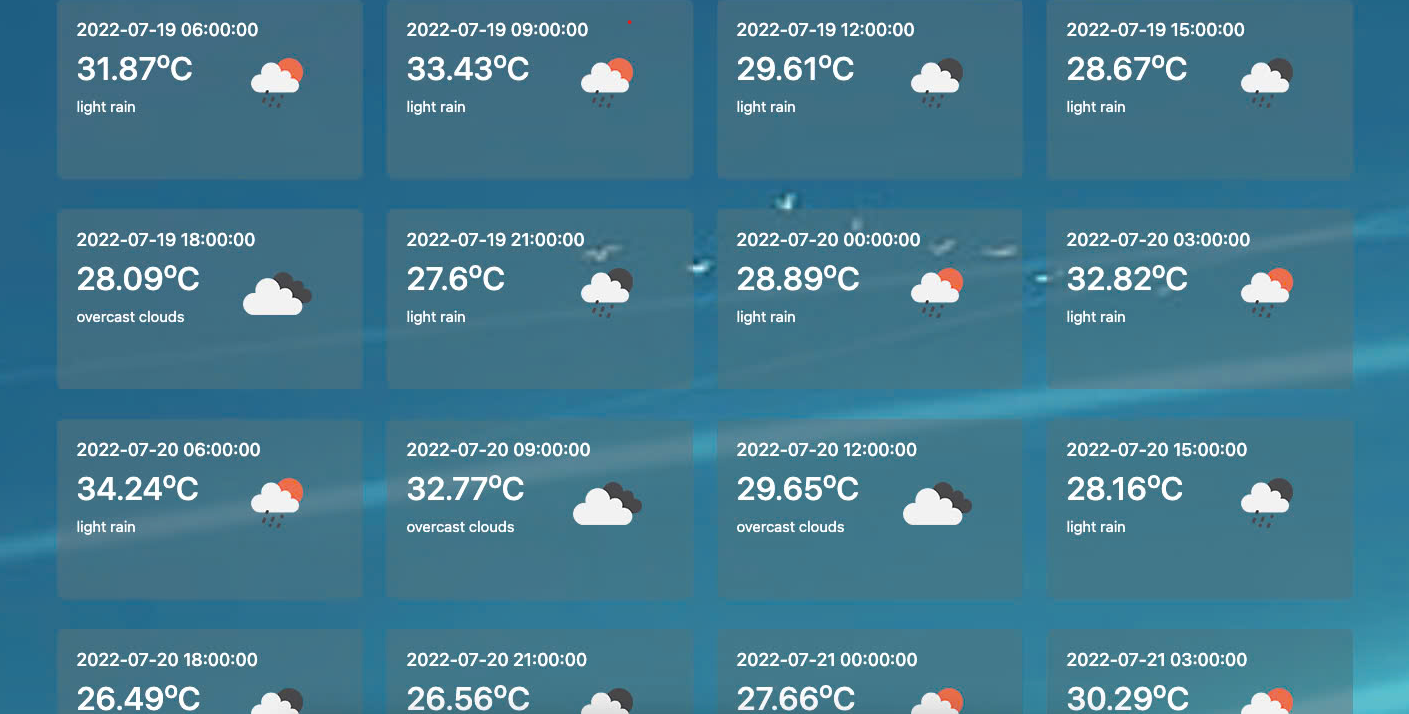 2022-07-19 06:00:00
31.87ºC
light rain
2022-07-19 09:00:00
33.43ºC
light rain
2022-07-19 12:00:00
29.61ºC
light rain
2022-07-19 15:00:00
28.67ºC
light rain
2022-07-19 18:00:00
28.09ºC
overcast clouds
2022-07-19 21:00:00
27.6ºC
light rain
2022-07-20 00:00:00
28.89ºC
light rain
2022-07-20 03:00:00
32.82ºC
light rain
2022-07-20 06:00:00
34.24ºC
light rain
2022-07-20 09:00:00
32.77ºC
overcast clouds
2022-07-20 12:00:00
29.65ºC
overcast clouds
2022-07-20 15:00:00
28.16ºC
light rain
2022-07-20 18:00:00
26.49ºC
2022-07-20 21:00:00
26.56ºC
2022-07-21 00:00:00
27.66ºC
2022-07-21 03:00:00
30.29ºC